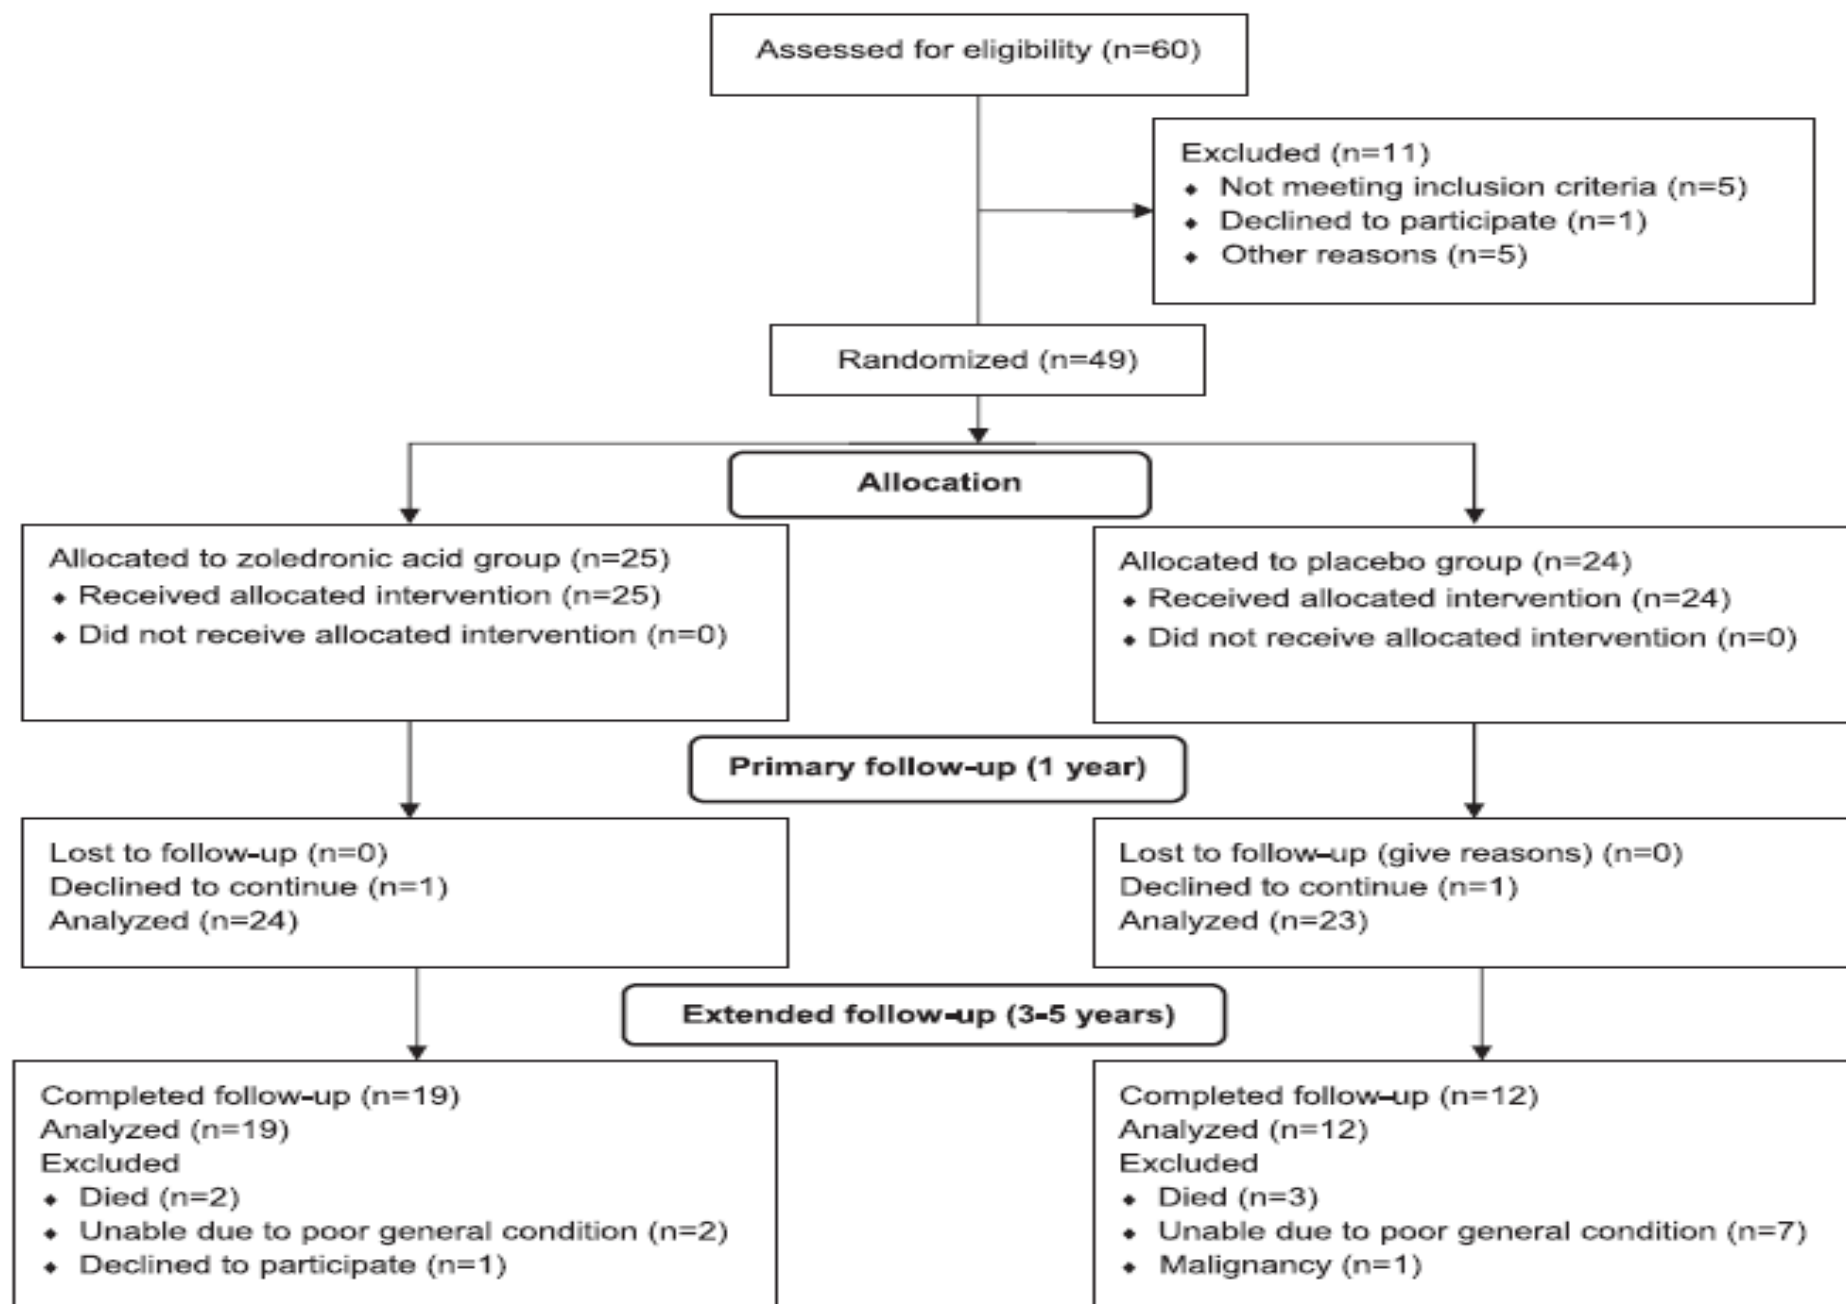 Assessed for eligibility (n=60)
Excluded (n=11)
⬥ Not meeting inclusion criteria (n=5)
⬥ Declined to participate (n=1)
⬥ Other reasons (n=5)
Randomized (n=49)
Allocation
Allocated to zoledronic acid group (n=25)
⬥ Received allocated intervention (n=25)
⬥ Did not receive allocated intervention (n=0)
Allocated to placebo group (n=24)
⬥ Received allocated intervention (n=24)
⬥ Did not receive allocated intervention (n=0)
Primary follow-up (1 year)
Lost to follow-up (n=0)
Declined to continue (n=1)
Analyzed (n=24)
Lost to follow-up (give reasons) (n=0)
Declined to continue (n=1)
Analyzed (n=23)
Extended follow-up (3-5 years)
Completed follow-up (n=19)
Analyzed (n=19)
Excluded
⬥ Died (n=2)
⬥ Unable due to poor general condition (n=2)
⬥ Declined to participate (n=1)
Completed follow-up (n=12)
Analyzed (n=12)
Excluded
⬥ Died (n=3)
⬥ Unable due to poor general condition (n=7)
⬥ Malignancy (n=1)